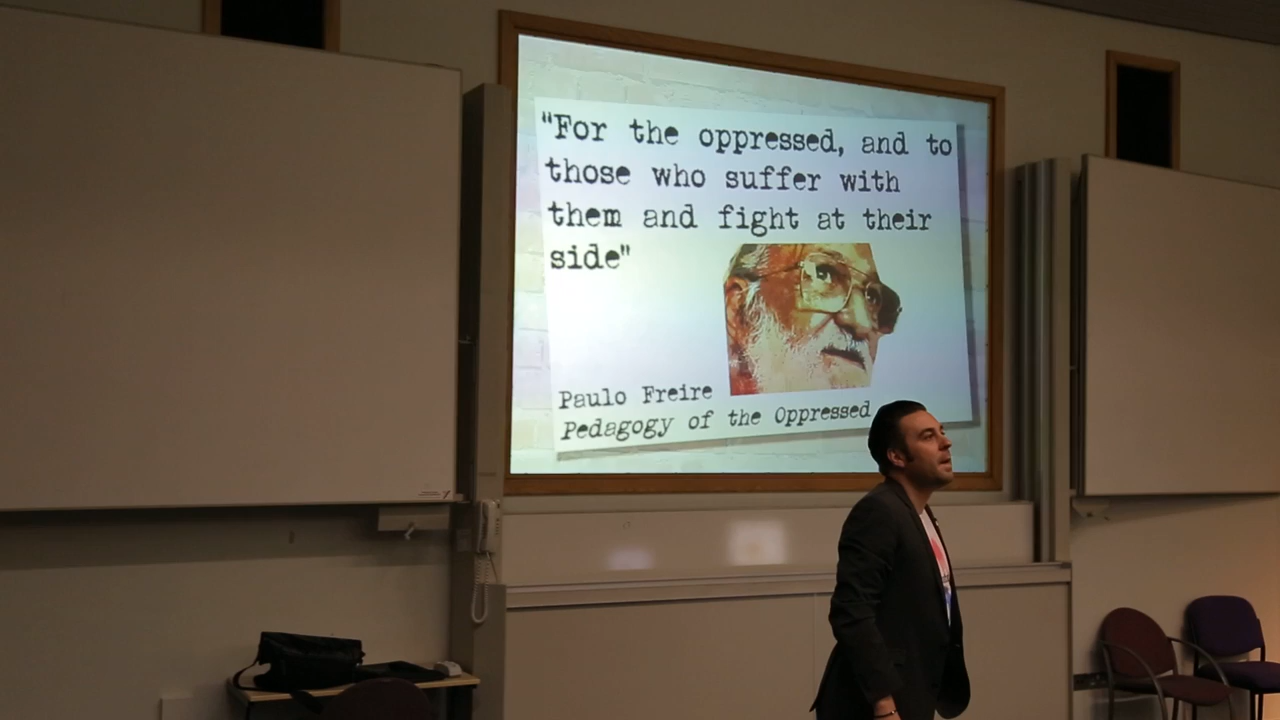 "For the oppressed, and to
those who suffer with
them and fight at their
side"
Paulo Freire
Pedagogy of the Oppressed